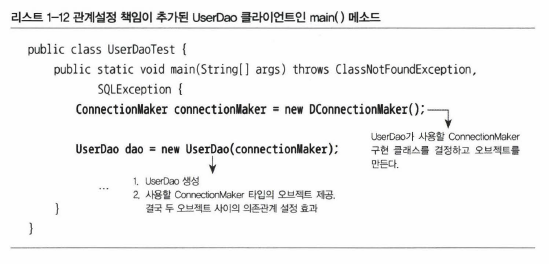 리스트 1-12 관계설정 책임이 추가된 UserDao 클라이언트인 main() 메소드
public class UserDaoTest {
public static void main(String[] args) throws ClassNotFoundException,
SQLException {
ConnectionMaker connectionMaker = new DConnectionMaker();
UserDao가 사용할 ConnectionMaker
구현 클래스를 결정하고 오브젝트를
만든다.
UserDao dao = new UserDao(connectionMaker);
1. UserDao 생성
2. 사용할 ConnectionMaker 타입의 오브젝트 제공.
결국 두 오브젝트 사이의 의존관계 설정 효과
...
}
}